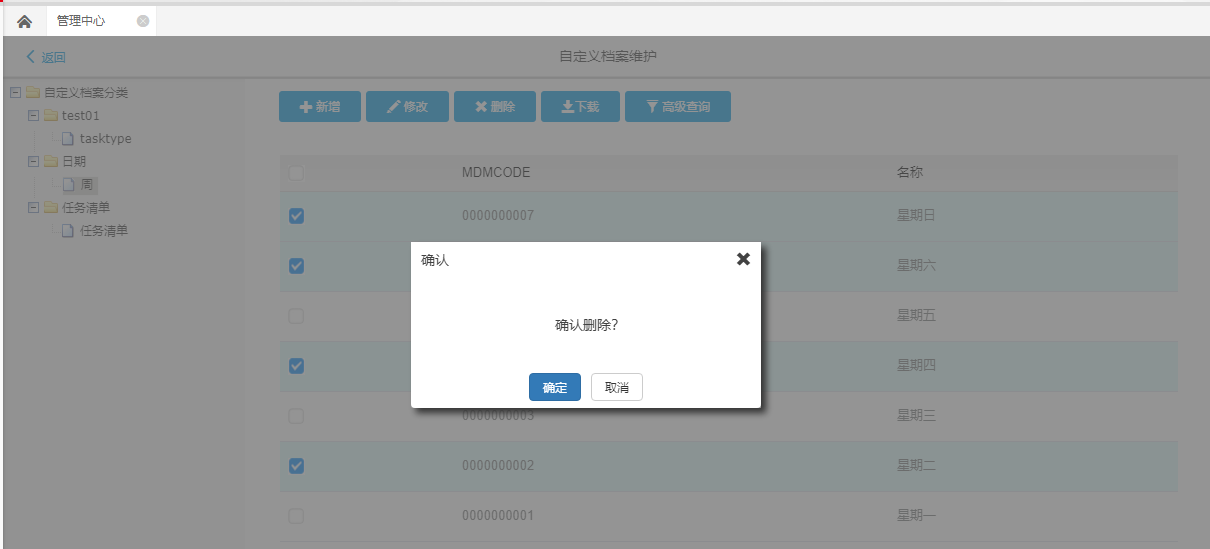 管理中心
返回
自定义档案维护
自定义档案分类
test01
tasktype
日期
周
任务清单
任务清单
新增 修改 删除 下载 高级查询
MDMCODE 名称
0000000007 星期日
星期六
星期五
星期四
0000000003 星期三
0000000002 星期二
0000000001 星期一
确认
确认删除?
确定 取消